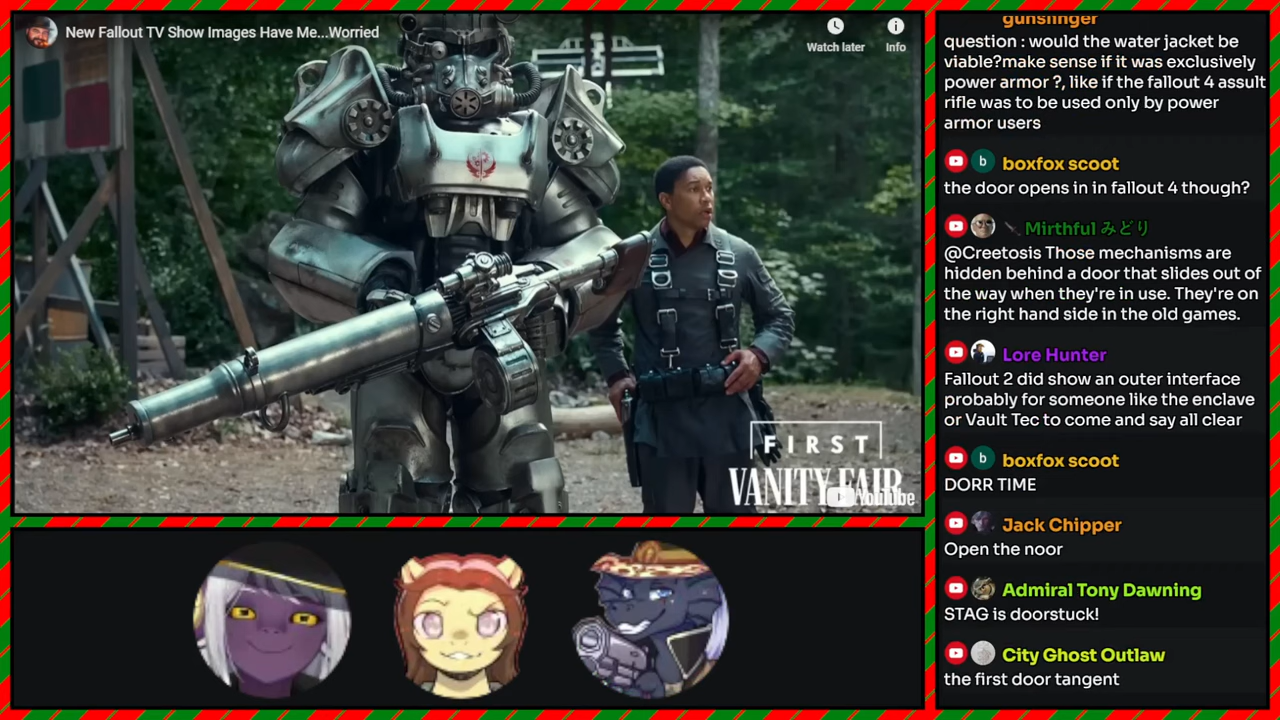 New Fallout TV Show Images Have Me...Worried
Watch later
Info
FIRST
VANITY FAIR
YouTube
gunslinger
question : would the water jacket be
viable?make sense if it was exclusively
power armor ?, like if the fallout 4 assult
rifle was to be used only by power
armor users
b boxfox scoot
the door opens in in fallout 4 though?
Mirthful みどり
@Creetosis Those mechanisms are
hidden behind a door that slides out of
the way when they're in use. They're on
the right hand side in the old games.
Lore Hunter
Fallout 2 did show an outer interface
probably for someone like the enclave
or Vault Tec to come and say all clear
b boxfox scoot
DORR TIME
Jack Chipper
Open the noor
Admiral Tony Dawning
STAG is doorstuck!
City Ghost Outlaw
the first door tangent